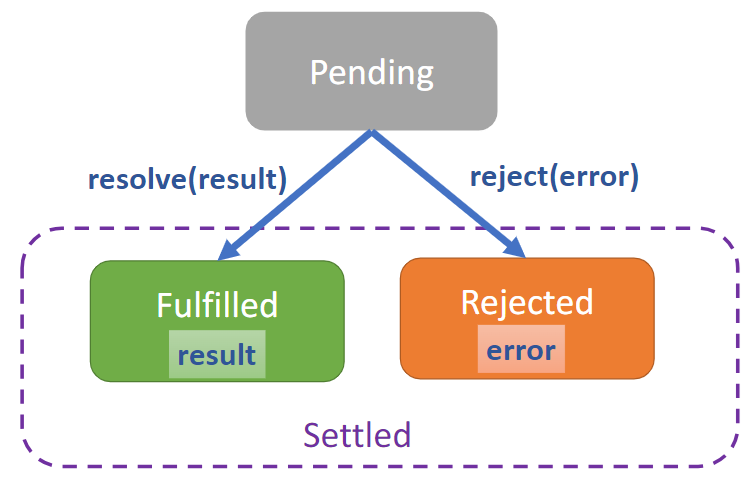 Pending
resolve(result)
reject(error)
Fulfilled
result
Rejected
error
Settled